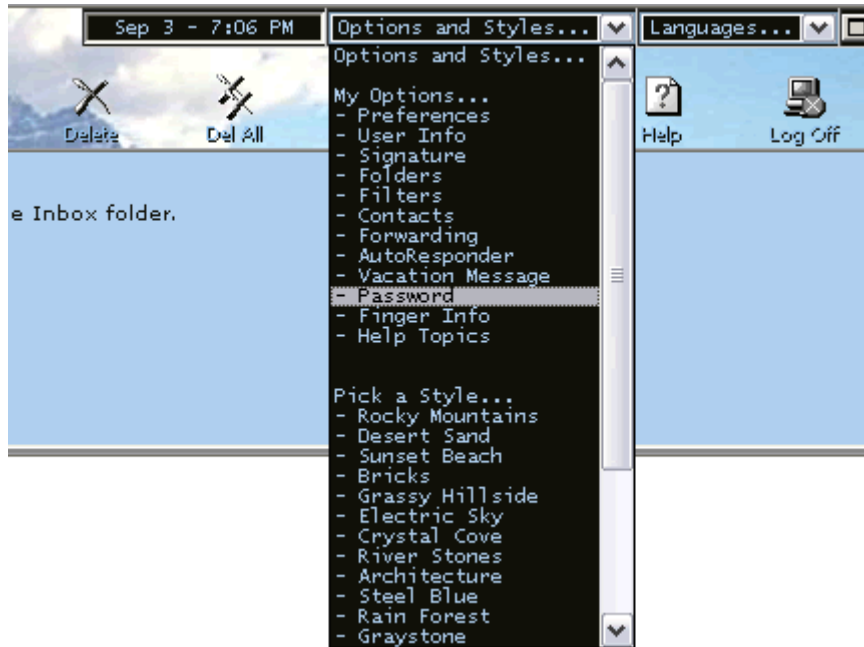 Sep 3 - 7:06 PM
Options and Styles...
Languages...
Delete
Del All
Help
Log Off
e Inbox folder.
Options and Styles...
My Options...
- Preferences
- User Info
- Signature
- Folders
- Filters
- Contacts
- Forwarding
- AutoResponder
- Vacation Message
- Password
- Finger Info
- Help Topics
Pick a Style...
- Rocky Mountains
- Desert Sand
- Sunset Beach
- Bricks
- Grassy Hillside
- Electric Sky
- Crystal Cove
- River Stones
- Architecture
- Steel Blue
- Rain Forest
- Graystone